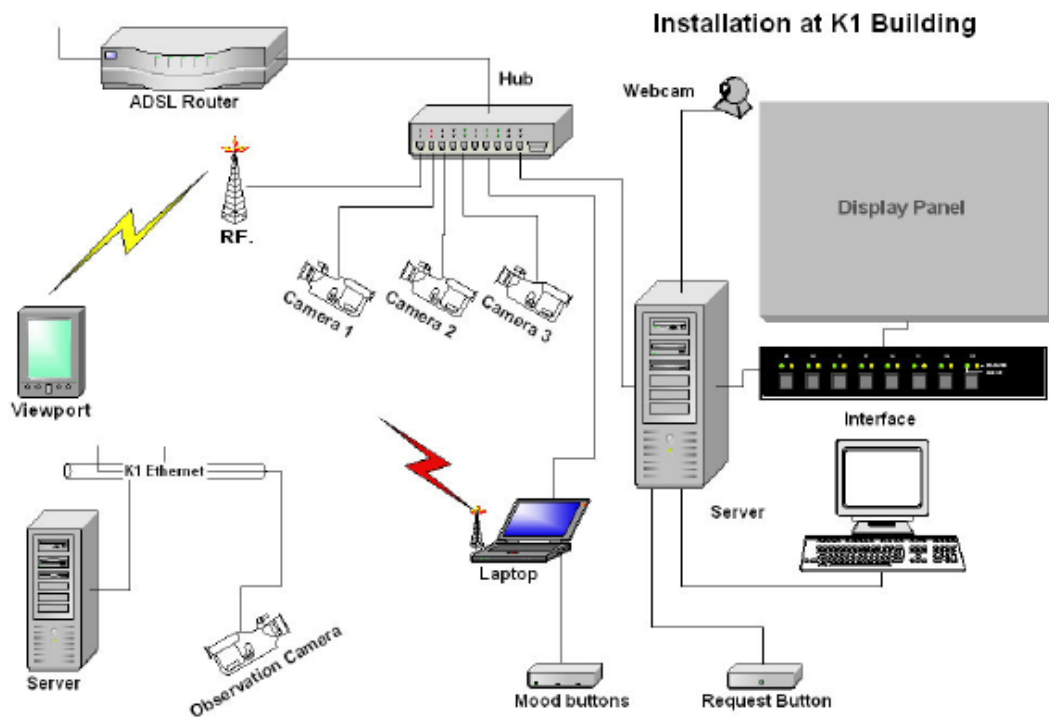 Installation at K1 Building
ADSL Router
Hub
Webcam
Display Panel
RF.
Camera 1
Camera 2
Camera 3
Viewport
Interface
K1 Ethernet
Server
Laptop
Server
Observation Camera
Mood buttons
Request Button